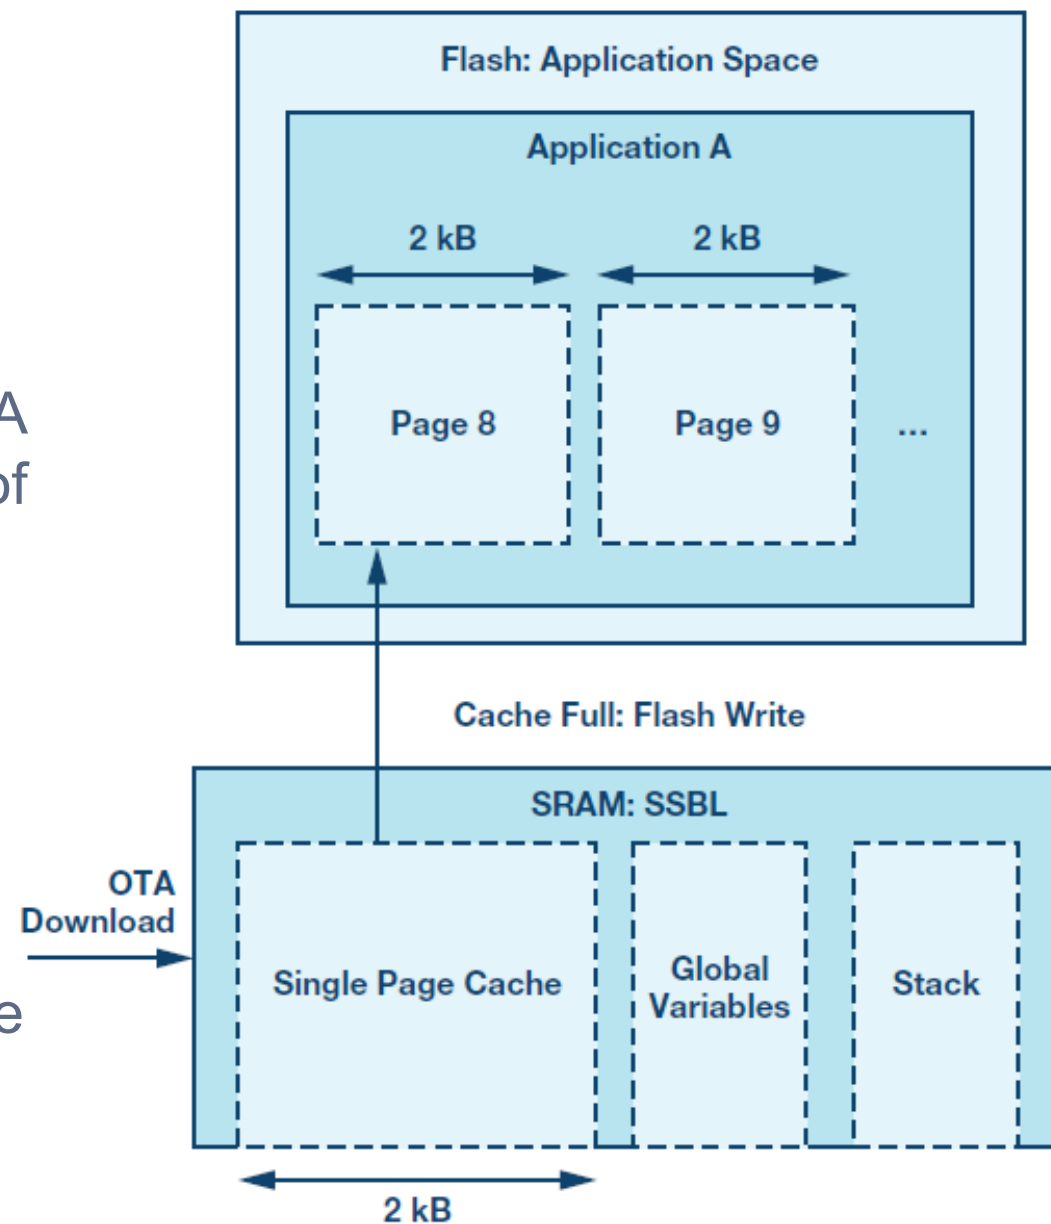 Flash: Application Space
Application A
2 kB 2 kB
A
of
Page 8 Page 9 ...
Cache Full: Flash Write
SRAM: SSBL
OTA
Download
Single Page Cache
Global
Variables
Stack
e
2 kB